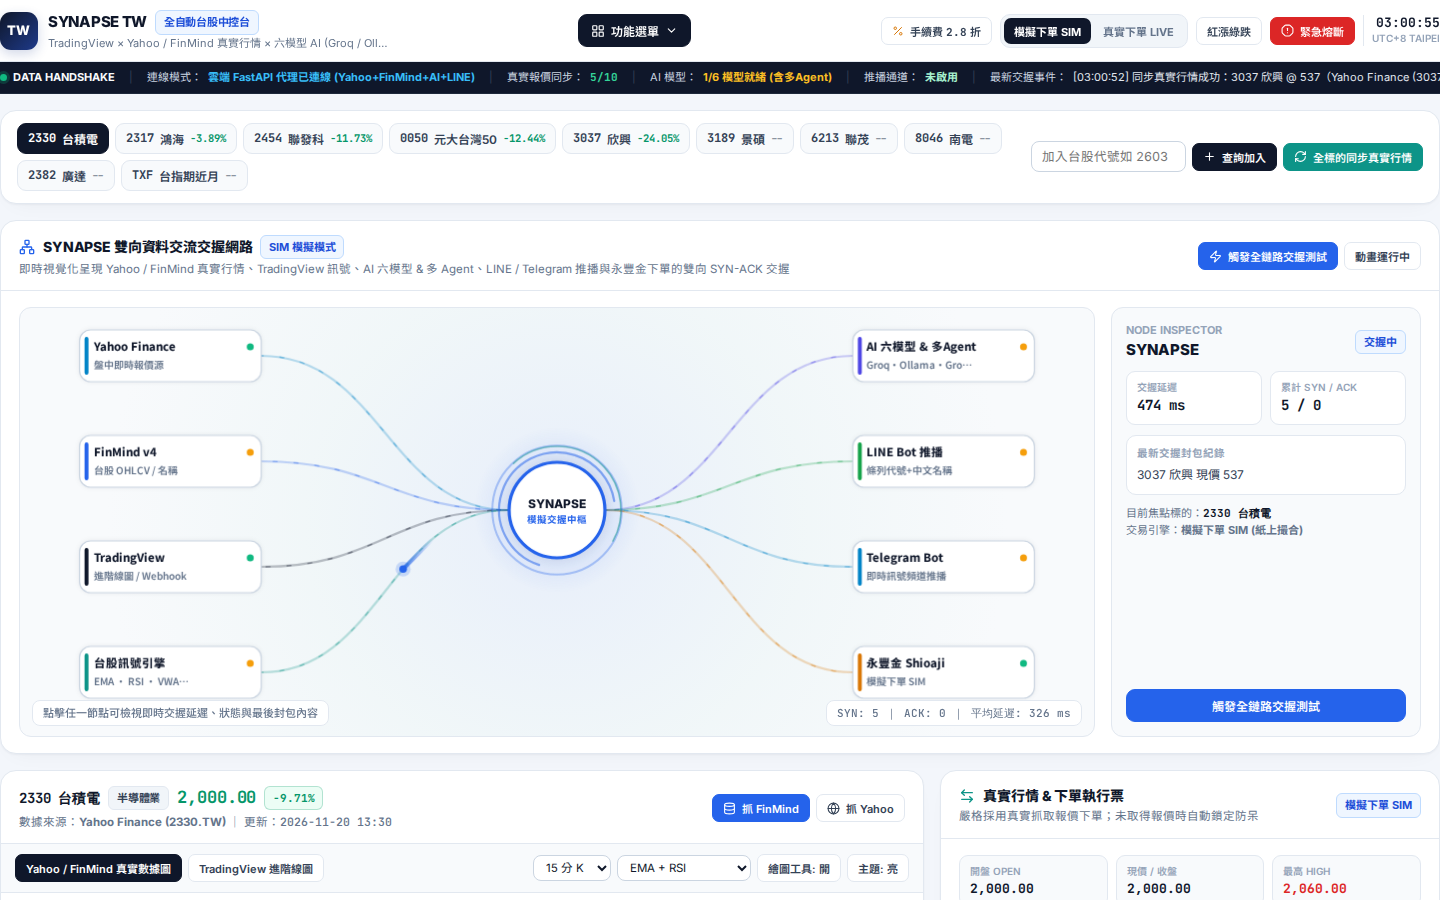 TW
SYNAPSE TW
全自動台股中控台
TradingView × Yahoo / FinMind 真實行情 × 六模型 AI (Groq / Oll...
功能選單
手續費 2.8 折
模擬下單 SIM
真實下單 LIVE
紅漲綠跌
緊急熔斷
03:00:55
UTC+8 TAIPEI
DATA HANDSHAKE
連線模式： 雲端 FastAPI 代理已連線 (Yahoo+FinMind+AI+LINE)
真實報價同步： 5/10
AI 模型： 1/6 模型就緒 (含多Agent)
推播通道： 未啟用
最新交握事件： [03:00:52] 同步真實行情成功：3037 欣興 @ 537（Yahoo Finance (3037
2330 台積電
2317 鴻海 -3.89%
2454 聯發科 -11.73%
0050 元大台灣50 -12.44%
3037 欣興 -24.05%
3189 景碩 --
6213 聯茂 --
8046 南電 --
2382 廣達 --
TXF 台指期近月 --
加入台股代號如 2603
查詢加入
全標的同步真實行情
SYNAPSE 雙向資料交流交握網路
SIM 模擬模式
即時視覺化呈現 Yahoo / FinMind 真實行情、TradingView 訊號、AI 六模型 & 多 Agent、LINE / Telegram 推播與永豐金下單的雙向 SYN-ACK 交握
觸發全鏈路交握測試
動畫運行中
Yahoo Finance
盤中即時報價源
FinMind v4
台股 OHLCV / 名稱
TradingView
進階線圖 / Webhook
台股訊號引擎
EMA・RSI・VWA…
SYNAPSE
模擬交握中樞
AI 六模型 & 多Agent
Groq・Ollama・Gro…
LINE Bot 推播
條列代號+中文名稱
Telegram Bot
即時訊號頻道推播
永豐金 Shioaji
模擬下單 SIM
點擊任一節點可檢視即時交握延遲、狀態與最後封包內容
SYN: 5 | ACK: 0 | 平均延遲: 326 ms
NODE INSPECTOR
SYNAPSE
交握中
交握延遲
474 ms
累計 SYN / ACK
5 / 0
最新交握封包紀錄
3037 欣興 現價 537
目前焦點標的：2330 台積電
交易引擎：模擬下單 SIM (紙上撮合)
觸發全鏈路交握測試
2330 台積電
半導體業
2,000.00
-9.71%
數據來源：Yahoo Finance (2330.TW) | 更新：2026-11-20 13:30
抓 FinMind
抓 Yahoo
Yahoo / FinMind 真實數據圖
TradingView 進階線圖
15 分 K
EMA + RSI
繪圖工具: 開
主題: 亮
真實行情 & 下單執行票
嚴格採用真實抓取報價下單；未取得報價時自動鎖定防呆
模擬下單 SIM
開盤 OPEN
2,000.00
現價 / 收盤
2,000.00
最高 HIGH
2,060.00